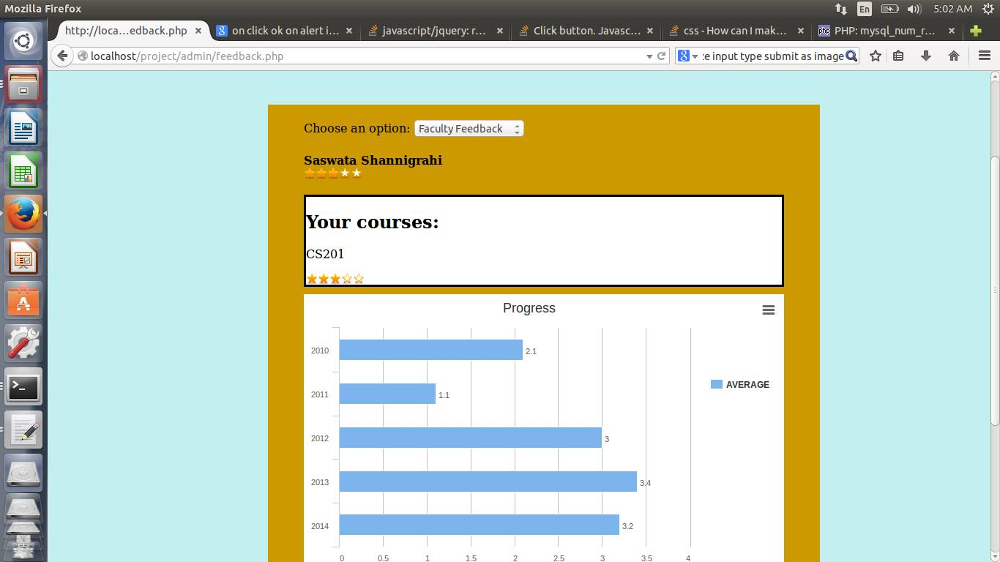 Mozilla Firefox
En
5:02 AM
http://loca...edback.php
on click ok on alert i...
javascript/jquery: r...
Click button. Javasc...
css - How can I mak...
php PHP: mysql_num_r...
localhost/project/admin/feedback.php
e input type submit as image
Choose an option: Faculty Feedback
Saswata Shannigrahi
Your courses:
CS201
Progress
2010
2.1
2011
1.1
2012
3
2013
3.4
2014
3.2
AVERAGE
0 0.5 1 1.5 2 2.5 3 3.5 4